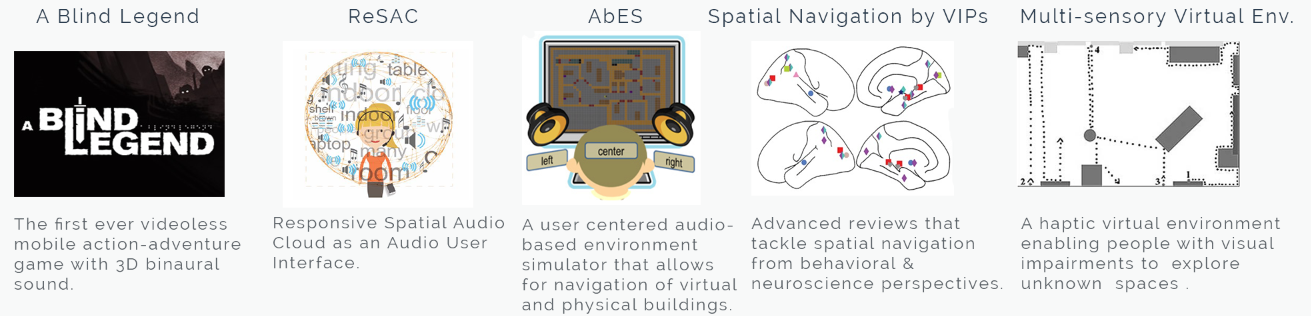 A Blind Legend
ReSAC
AbES
Spatial Navigation by VIPs
Multi-sensory Virtual Env.
A BLIND
LEGEND
table
indoor
shelf
indoor
floor
many
room
left
center
right
4
2
3
1
The first ever videoless
mobile action-adventure
game with 3D binaural
sound.
Responsive Spatial Audio
Cloud as an Audio User
Interface.
A user centered audio-
based environment
simulator that allows
for navigation of virtual
and physical buildings.
Advanced reviews that
tackle spatial navigation
from behavioral &
neuroscience perspectives.
A haptic virtual environment
enabling people with visual
impairments to explore
unknown spaces .